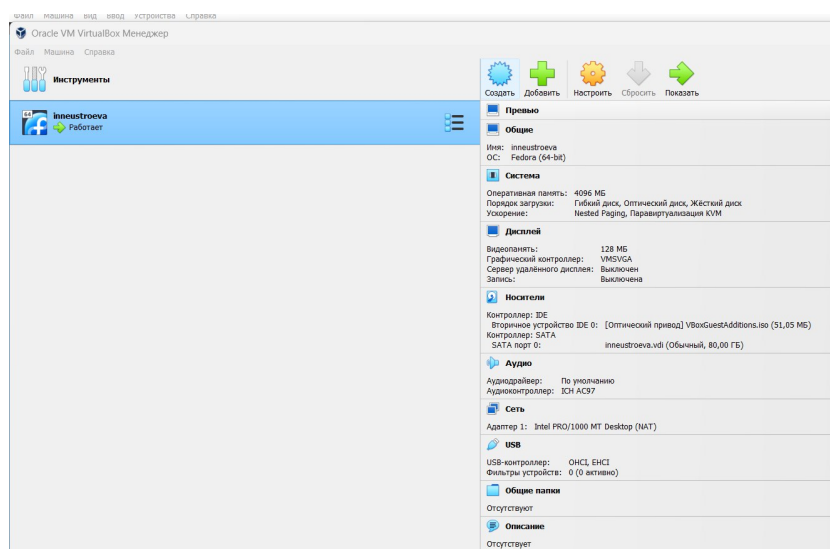 Файл Машина Вид Ввод Устройства Справка
Oracle VM VirtualBox Менеджер
Файл Машина Справка
Инструменты
Создать Добавить Настроить Сбросить Показать
64 inneustroeva
Работает
Превью
Общие
Имя: inneustroeva
ОС: Fedora (64-bit)
Система
Оперативная память: 4096 МБ
Порядок загрузки: Гибкий диск, Оптический диск, Жёсткий диск
Ускорение: Nested Paging, Паравиртуализация KVM
Дисплей
Видеопамять: 128 МБ
Графический контроллер: VMSVGA
Сервер удалённого дисплея: Выключен
Запись: Выключена
Носители
Контроллер: IDE
Вторичное устройство IDE 0: [Оптический привод] VBoxGuestAdditions.iso (51,05 МБ)
Контроллер: SATA
SATA порт 0: inneustroeva.vdi (Обычный, 80,00 ГБ)
Аудио
Аудиодрайвер: По умолчанию
Аудиоконтроллер: ICH AC97
Сеть
Адаптер 1: Intel PRO/1000 MT Desktop (NAT)
USB
USB-контроллер: OHCI, EHCI
Фильтры устройств: 0 (0 активно)
Общие папки
Отсутствуют
Описание
Отсутствует